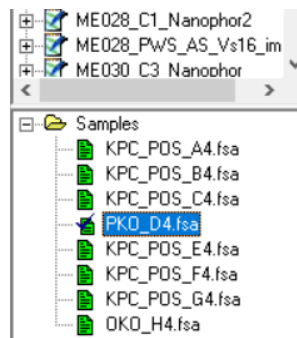 ME028_C1_Nanophor2
ME028_PWS_AS_Vs16_im
ME030_C3_Nanophor
Samples
KPC_POS_A4.fsa
KPC_POS_B4.fsa
KPC_POS_C4.fsa
PKO_D4.fsa
KPC_POS_E4.fsa
KPC_POS_F4.fsa
KPC_POS_G4.fsa
OKO_H4.fsa